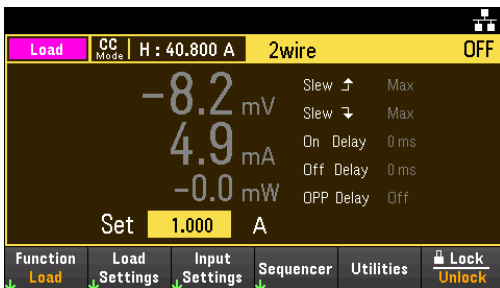 Load CC Mode H : 40.800 A 2wire OFF
−8.2 mV
4.9 mA
−0.0 mW
Slew Max
Slew Max
On Delay 0 ms
Off Delay 0 ms
OPP Delay Off
Set 1.000 A
Function Load
Load Settings
Input Settings
Sequencer
Utilities
Lock Unlock